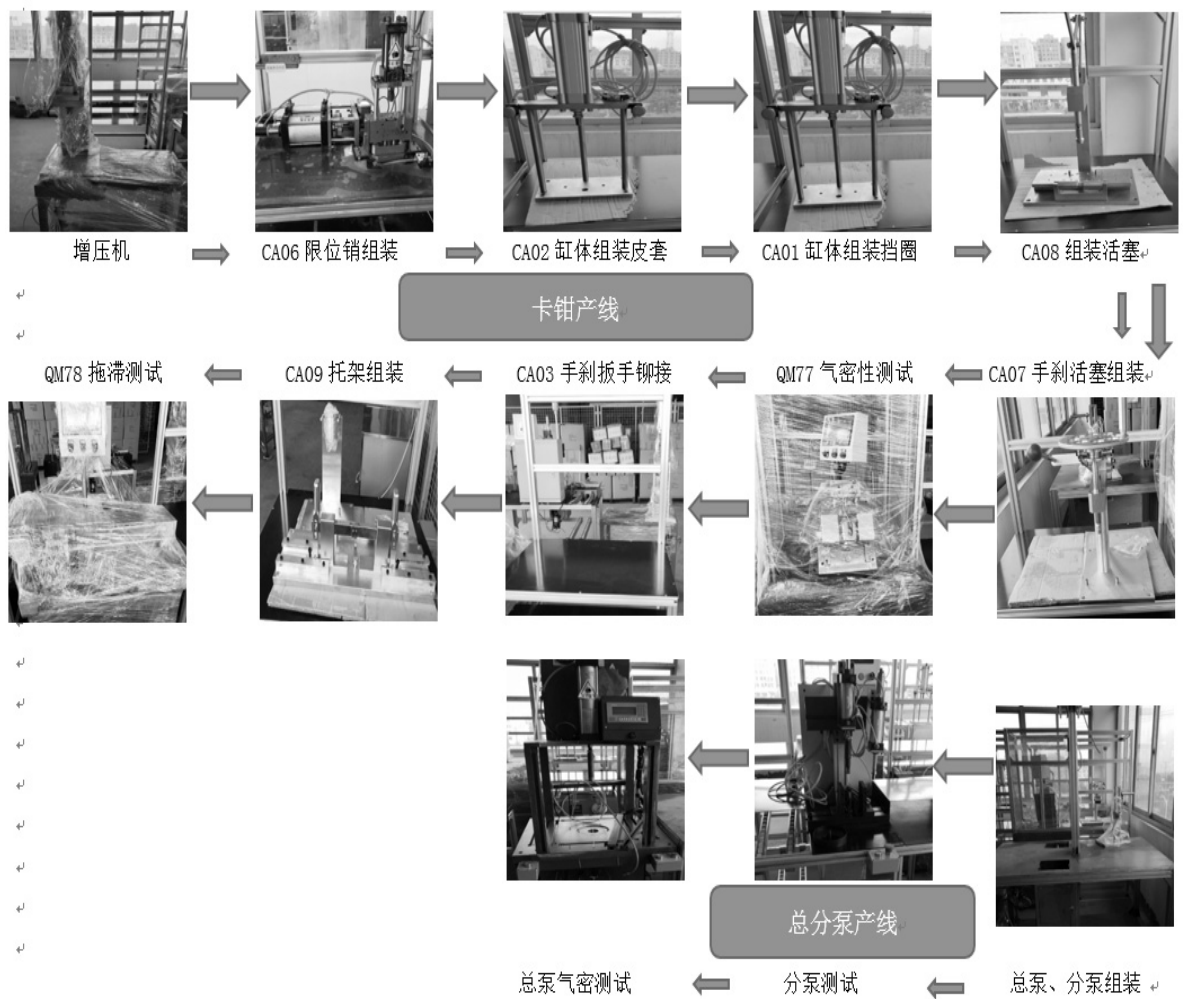 增压机 CA06 限位销组装 CA02 缸体组装皮套 CA01 缸体组装挡圈 CA08 组装活塞
卡钳产线
QM78 拖滞测试 CA09 托架组装 CA03 手刹扳手铆接 QM77 气密性测试 CA07 手刹活塞组装
总分泵产线
总泵气密测试 分泵测试 总泵、分泵组装